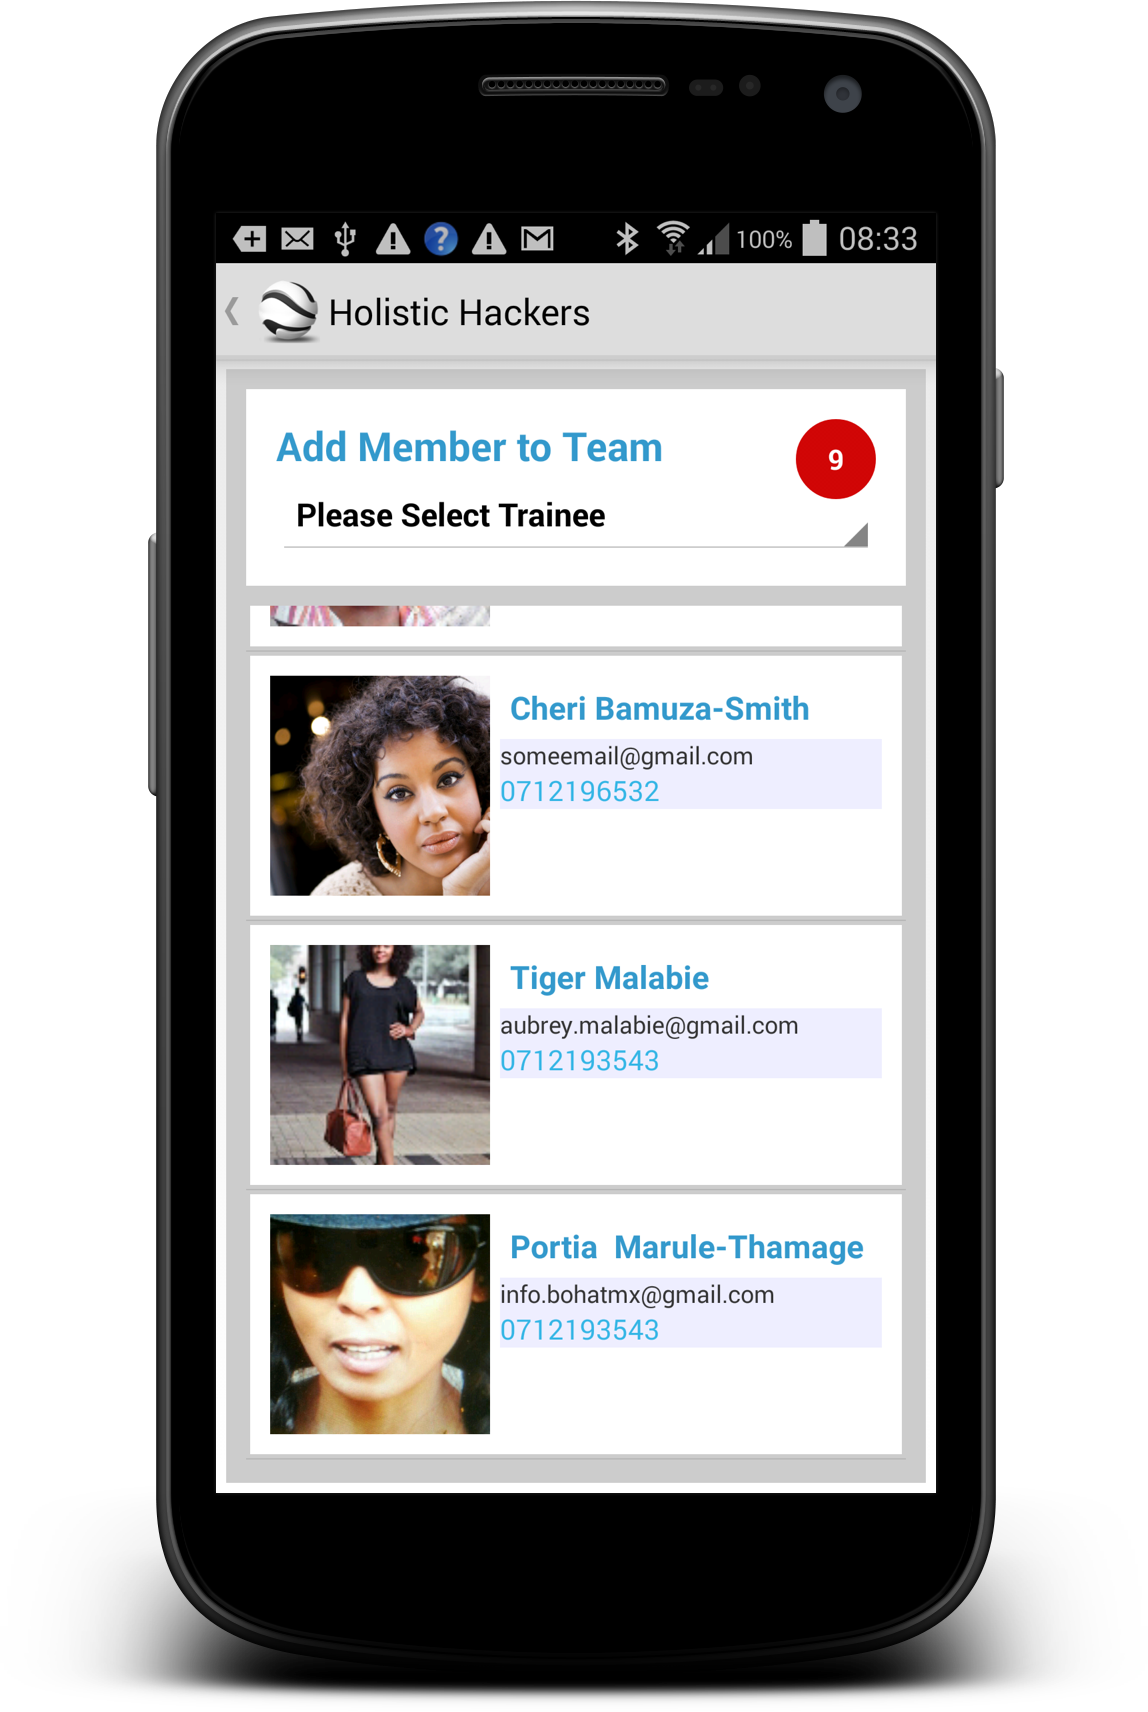 100% 08:33
Holistic Hackers
Add Member to Team
9
Please Select Trainee
Cheri Bamuza-Smith
someemail@gmail.com
0712196532
Tiger Malabie
aubrey.malabie@gmail.com
0712193543
Portia  Marule-Thamage
info.bohatmx@gmail.com
0712193543